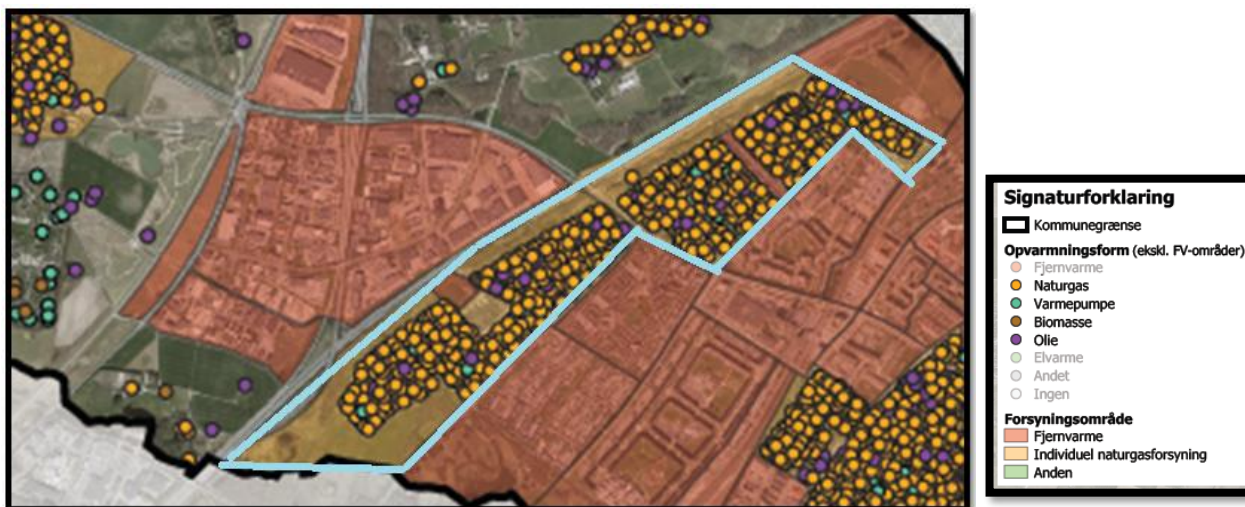 Signaturforklaring
Kommunegrænse
Opvarmningsform (ekskl. FV-områder)
Fjernvarme
Naturgas
Varmepumpe
Biomasse
Olie
Elvarme
Andet
Ingen
Forsyningsområde
Fjernvarme
Individuel naturgasforsyning
Anden